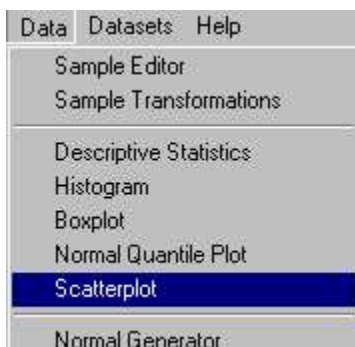 Data Datasets Help
Sample Editor
Sample Transformations
Descriptive Statistics
Histogram
Boxplot
Normal Quantile Plot
Scatterplot
Normal Generator